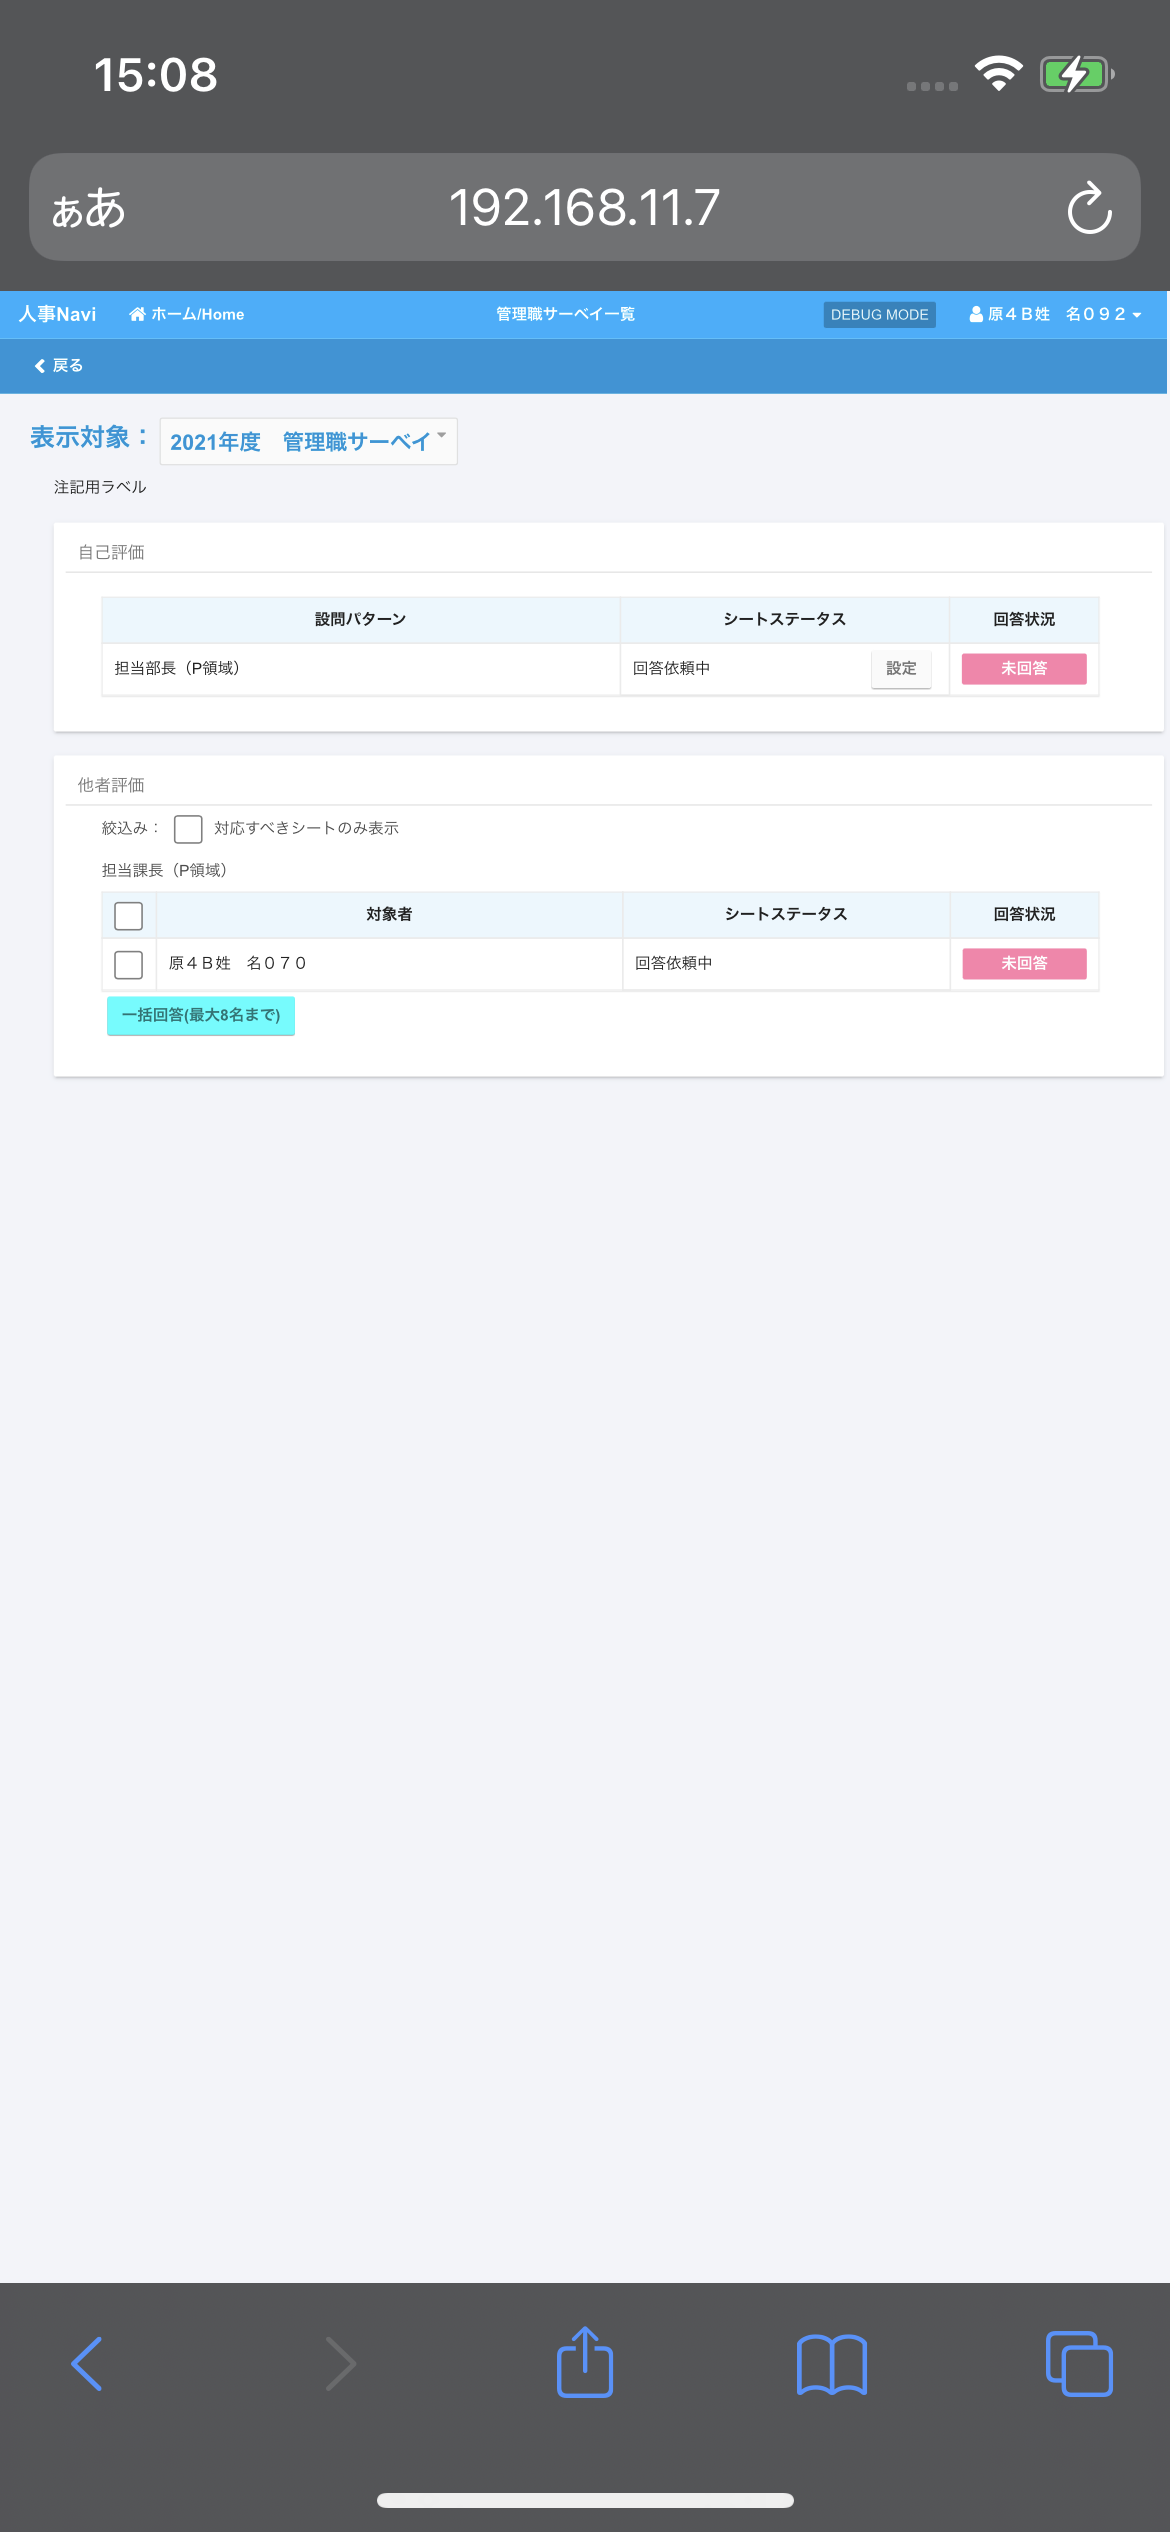 15:08
ぁあ 192.168.11.7
人事Navi ホーム/Home 管理職サーベイ一覧 DEBUG MODE 原４Ｂ姓　名０９２
戻る
表示対象： 2021年度　管理職サーベイ
注記用ラベル
自己評価
設問パターン シートステータス 回答状況
担当部長（P領域） 回答依頼中 設定 未回答
他者評価
絞込み： 対応すべきシートのみ表示
担当課長（P領域）
対象者 シートステータス 回答状況
原４Ｂ姓　名０７０ 回答依頼中 未回答
一括回答(最大8名まで)